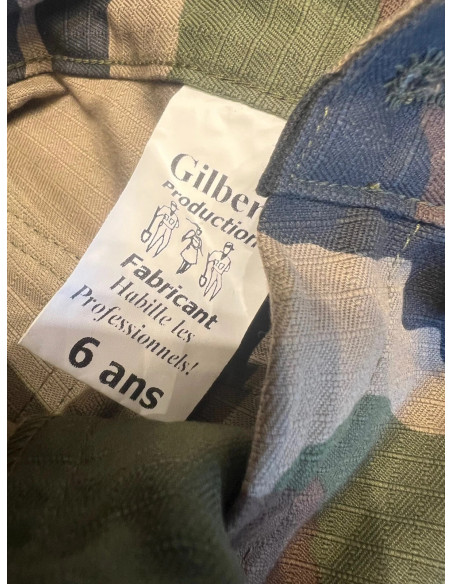 Gilber
Production
Fabricant
Habille les
Professionnels!
6 ans